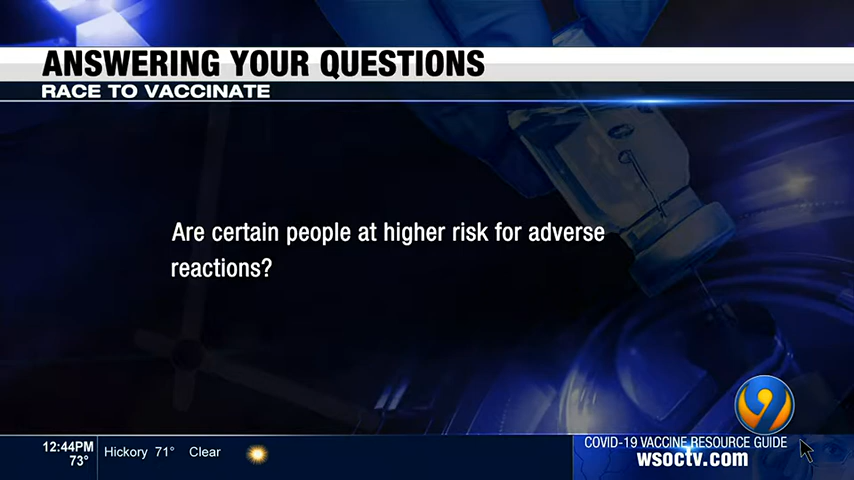 ANSWERING YOUR QUESTIONS
RACE TO VACCINATE
Are certain people at higher risk for adverse
reactions?
9
12:44PM
73°
Hickory 71° Clear
COVID-19 VACCINE RESOURCE GUIDE
wsoctv.com